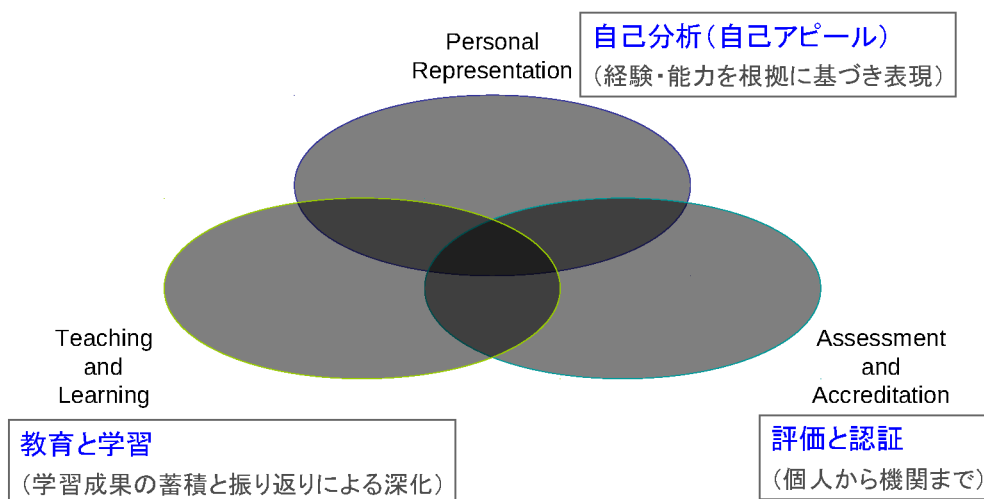 Personal
Representation
自己分析(自己アピール)
(経験・能力を根拠に基づき表現)
Teaching
and
Learning
教育と学習
(学習成果の蓄積と振り返りによる深化)
Assessment
and
Accreditation
評価と認証
(個人から機関まで)